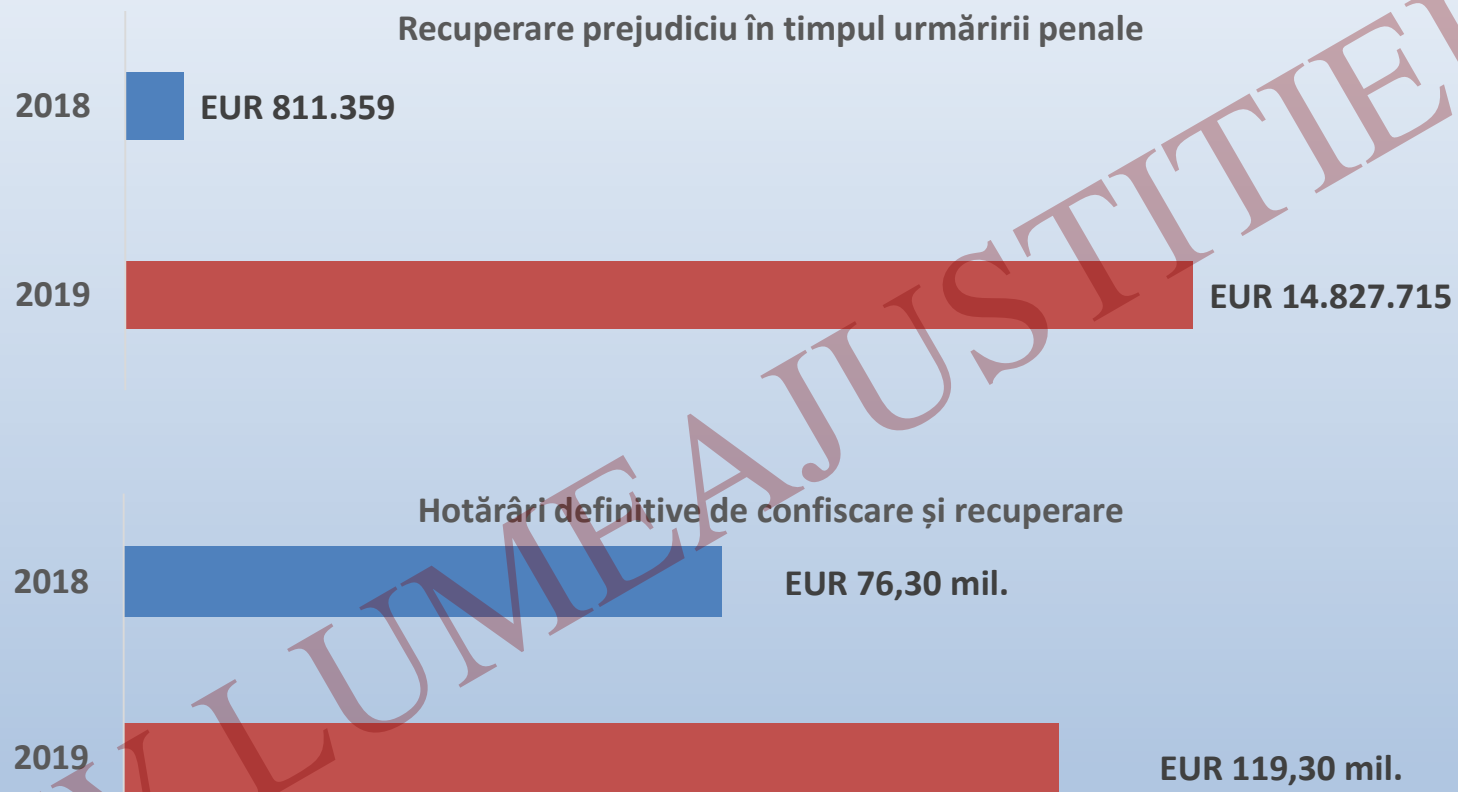 Recuperare prejudiciu în timpul urmăririi penale
2018
EUR 811.359
2019
EUR 14.827.715
Hotărâri definitive de confiscare și recuperare
2018
EUR 76,30 mil.
2019
EUR 119,30 mil.
LUMEAJUSTITIEI